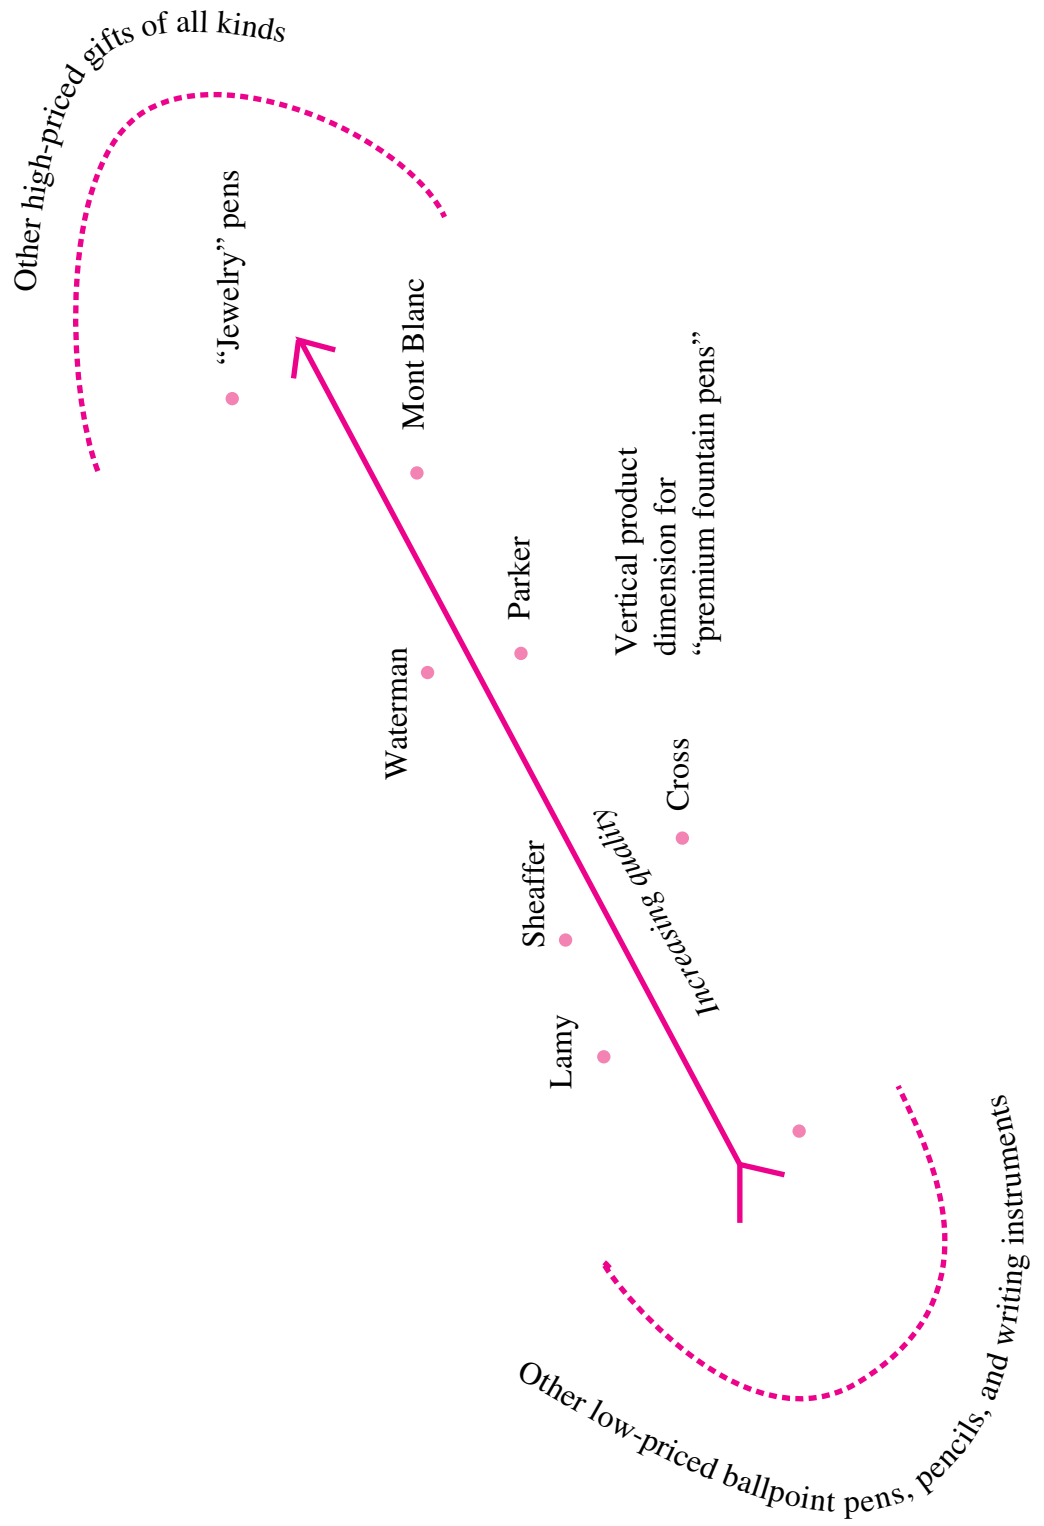 Other high-priced gifts of all kinds
“Jewelry” pens
Mont Blanc
Parker
Waterman
Vertical product
dimension for
“premium fountain pens”
Cross
Sheaffer
Increasing quality
Lamy
Other low-priced ballpoint pens, pencils, and writing instruments